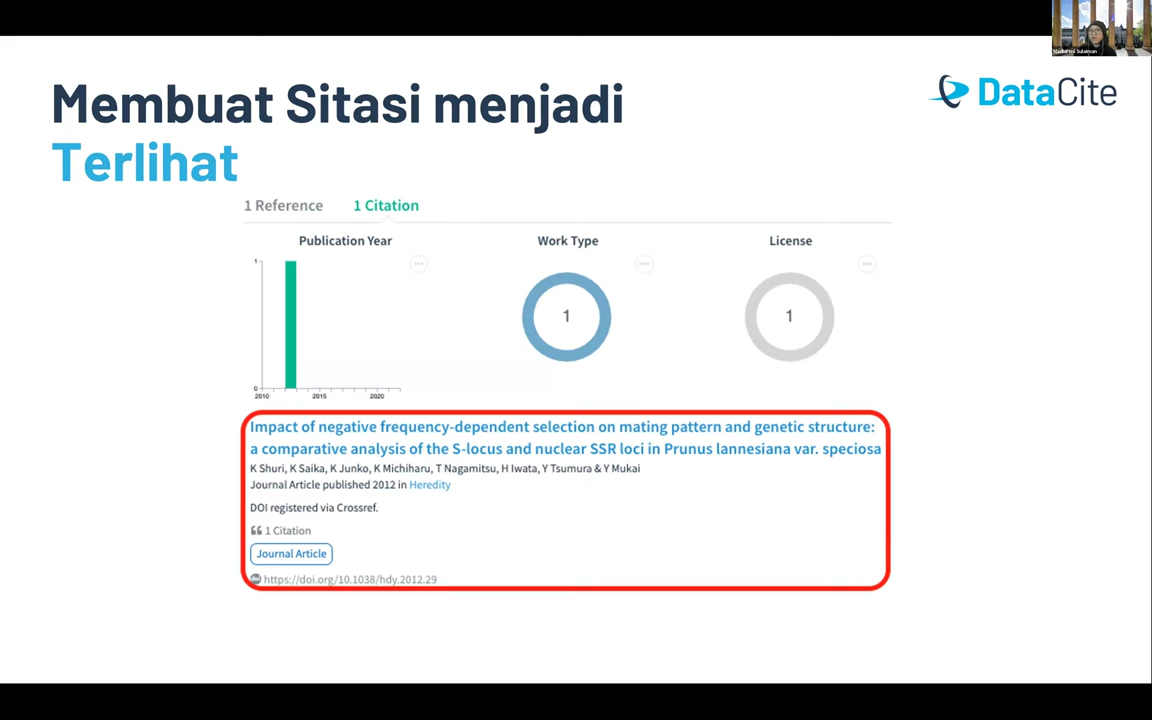 Madiareni Sulaiman
DataCite
Membuat Sitasi menjadi
Terlihat
1 Reference 1 Citation
Publication Year Work Type License
1
0
2010 2015 2020
1
1
Impact of negative frequency-dependent selection on mating pattern and genetic structure:
a comparative analysis of the S-locus and nuclear SSR loci in Prunus lannesiana var. speciosa
K Shuri, K Saika, K Junko, K Michiharu, T Nagamitsu, H Iwata, Y Tsumura & Y Mukai
Journal Article published 2012 in Heredity
DOI registered via Crossref.
1 Citation
Journal Article
https://doi.org/10.1038/hdy.2012.29